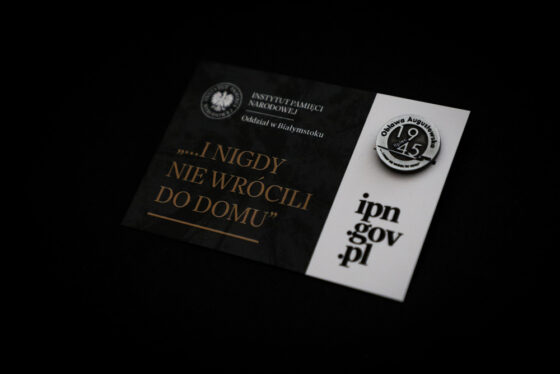 INSTYTUT PAMIĘCI
NARODOWEJ
Oddział w Białymstoku
„...I NIGDY
NIE WRÓCILI
DO DOMU”
Obława Augustowska
19
45
ipn
.gov
.pl